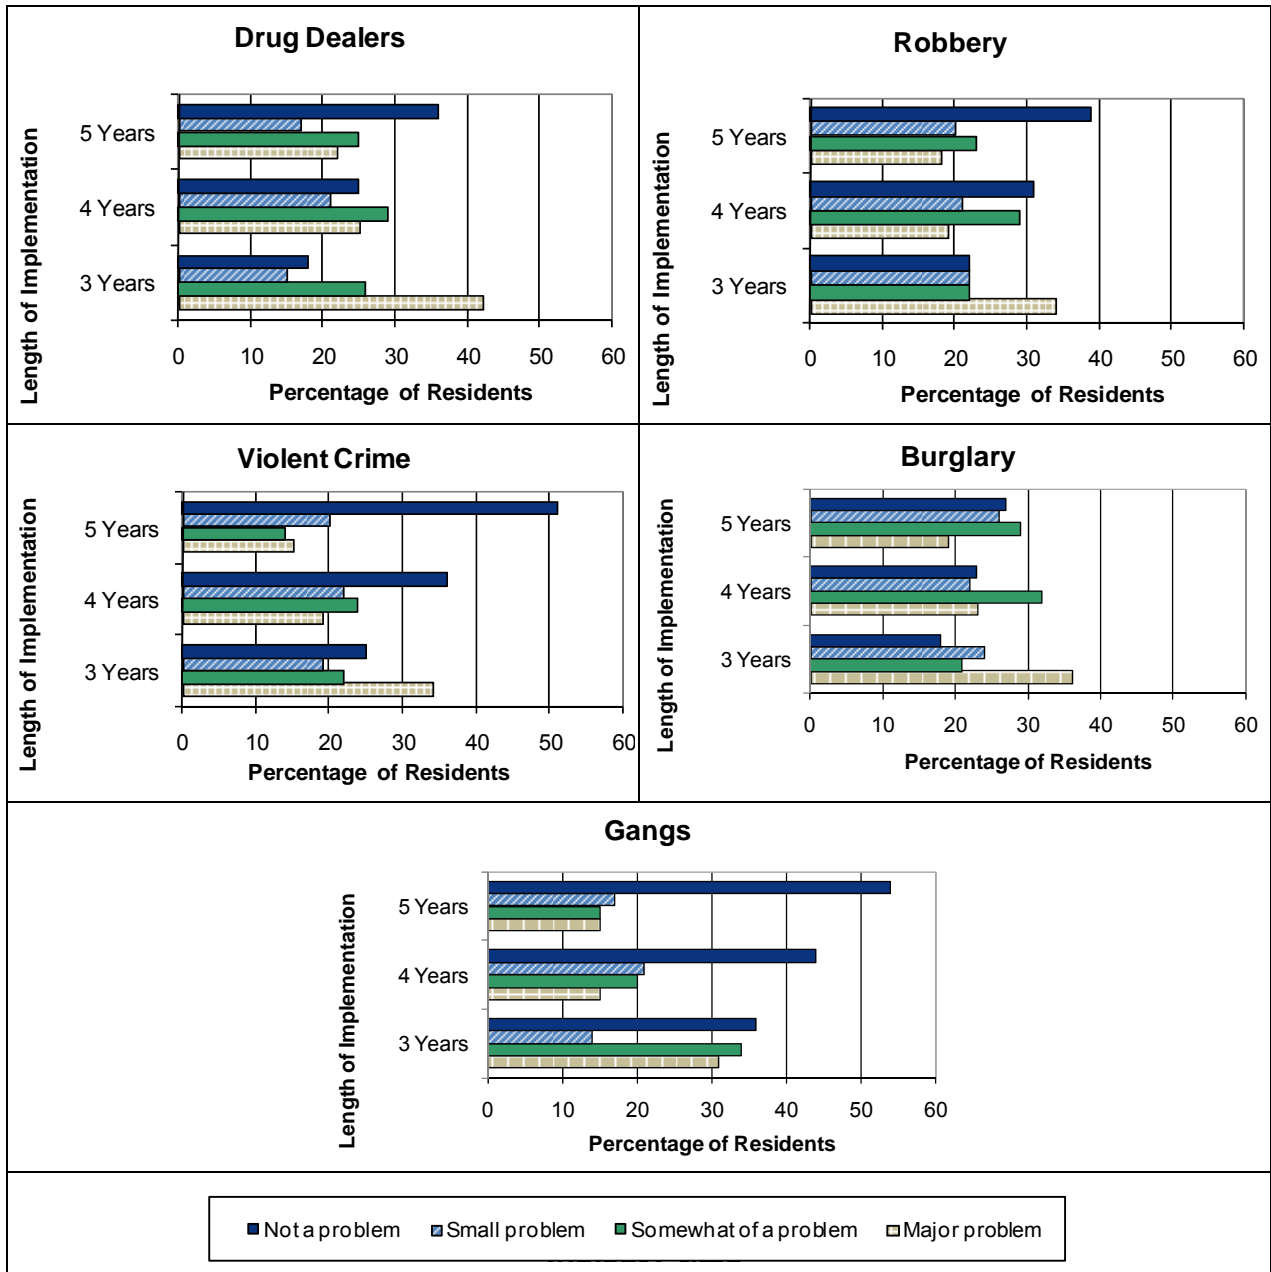 Drug Dealers
Length of Implementation
5 Years
4 Years
3 Years
0 10 20 30 40 50 60
Percentage of Residents
Robbery
Length of Implementation
5 Years
4 Years
3 Years
0 10 20 30 40 50 60
Percentage of Residents
Violent Crime
Length of Implementation
5 Years
4 Years
3 Years
0 10 20 30 40 50 60
Percentage of Residents
Burglary
Length of Implementation
5 Years
4 Years
3 Years
0 10 20 30 40 50 60
Percentage of Residents
Gangs
Length of Implementation
5 Years
4 Years
3 Years
0 10 20 30 40 50 60
Percentage of Residents
Not a problem Small problem Somewhat of a problem Major problem